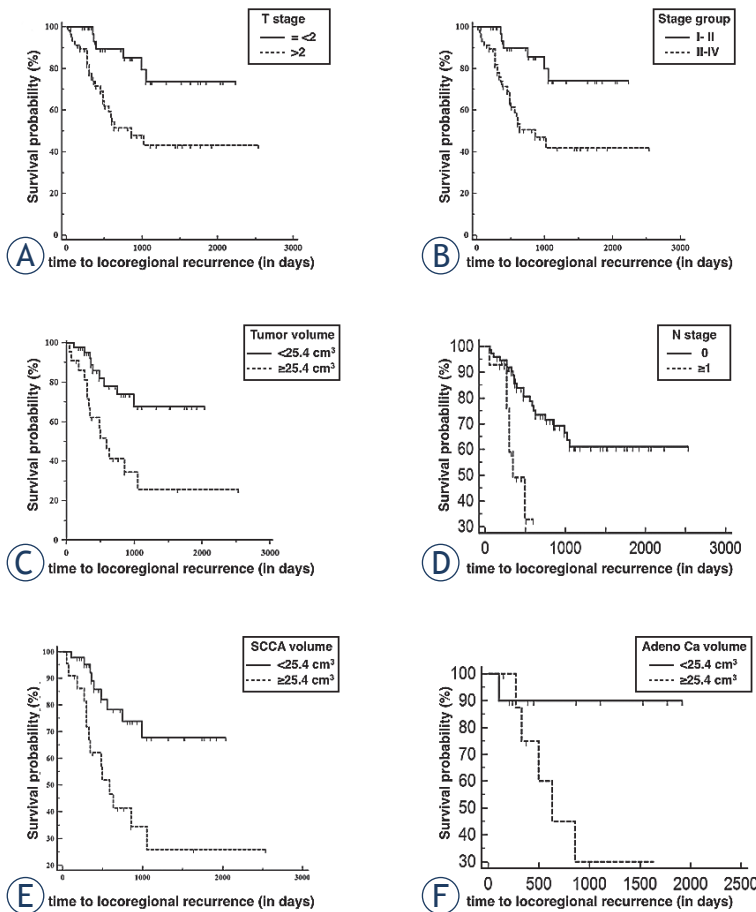 T stage
= <2
>2
Survival probability (%)
100
80
60
40
20
0
0 1000 2000 3000
A time to locoregional recurrence (in days)
Stage group
I- II
II-IV
Survival probability (%)
100
80
60
40
20
0
0 1000 2000 3000
B time to locoregional recurrence (in days)
Tumor volume
<25.4 cm³
≥25.4 cm³
Survival probability (%)
100
80
60
40
20
0
0 1000 2000 3000
C time to locoregional recurrence (in days)
N stage
0
≥1
Survival probability (%)
100
90
80
70
60
50
40
30
0 1000 2000 3000
D time to locoregional recurrence (in days)
SCCA volume
<25.4 cm³
≥25.4 cm³
Survival probability (%)
100
90
80
70
60
50
40
30
20
0 1000 2000 3000
E time to locoregional recurrence (in days)
Adeno Ca volume
<25.4 cm³
≥25.4 cm³
Survival probability (%)
100
90
80
70
60
50
40
30
0 500 1000 1500 2000 2500
F time to locoregional recurrence (in days)